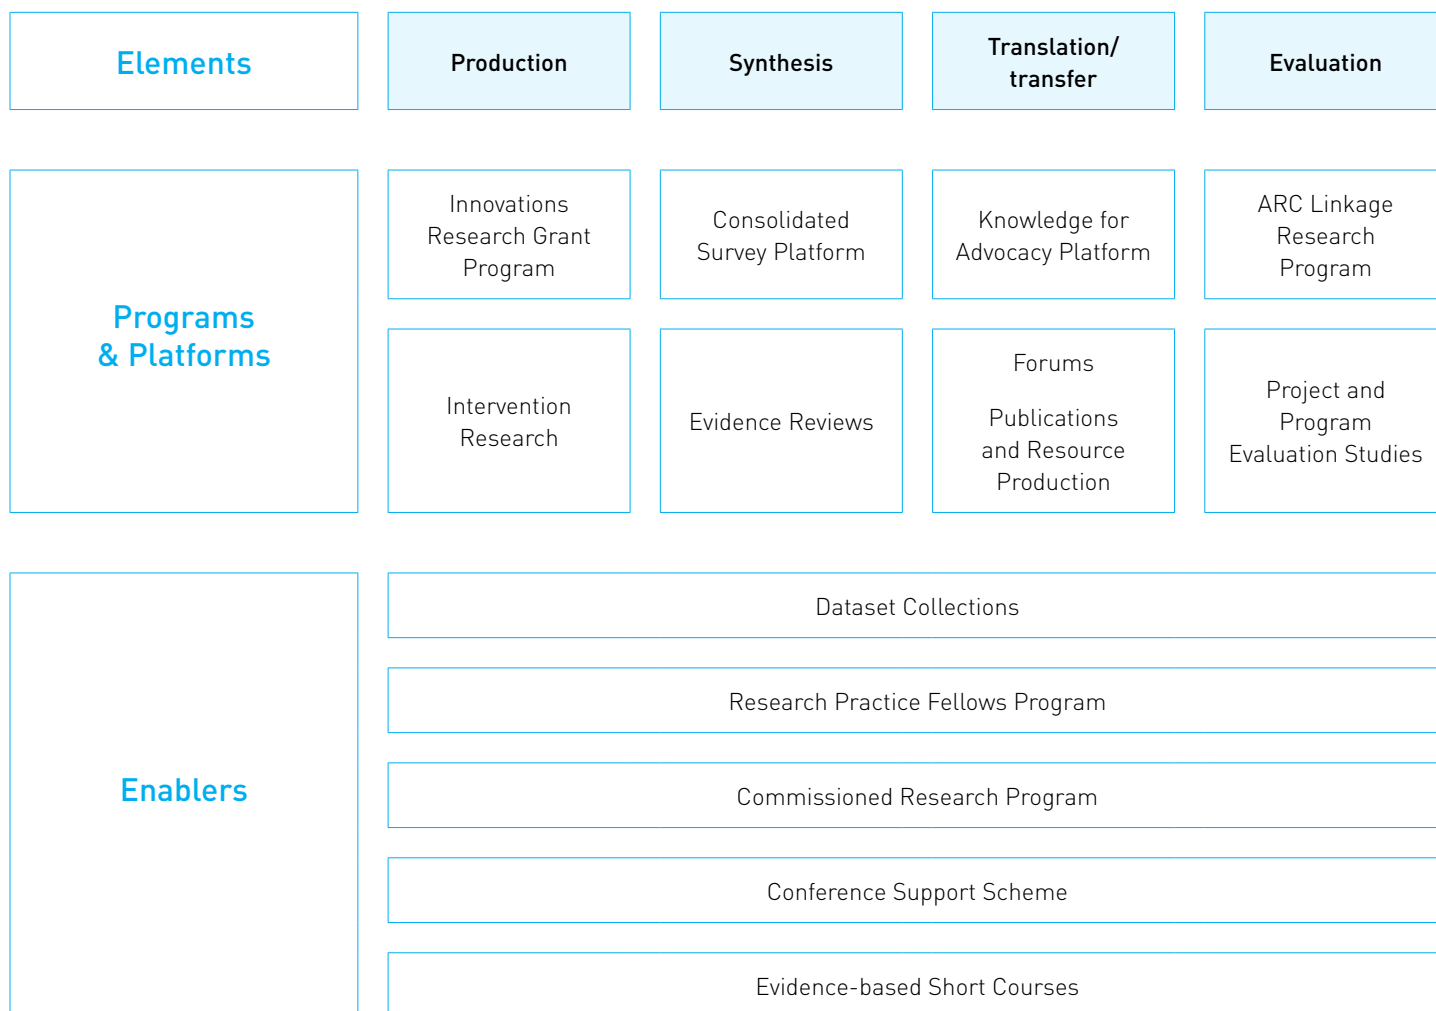 Elements
Production
Synthesis
Translation/
transfer
Evaluation
Programs
& Platforms
Innovations
Research Grant
Program
Consolidated
Survey Platform
Knowledge for
Advocacy Platform
ARC Linkage
Research
Program
Intervention
Research
Evidence Reviews
Forums
Publications
and Resource
Production
Project and
Program
Evaluation Studies
Enablers
Dataset Collections
Research Practice Fellows Program
Commissioned Research Program
Conference Support Scheme
Evidence-based Short Courses